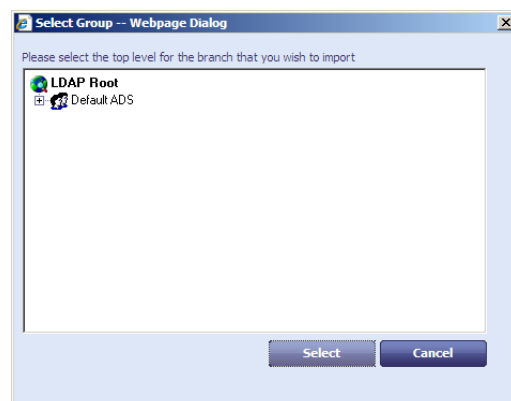 Select Group -- Webpage Dialog
Please select the top level for the branch that you wish to import
LDAP Root
Default ADS
Select
Cancel